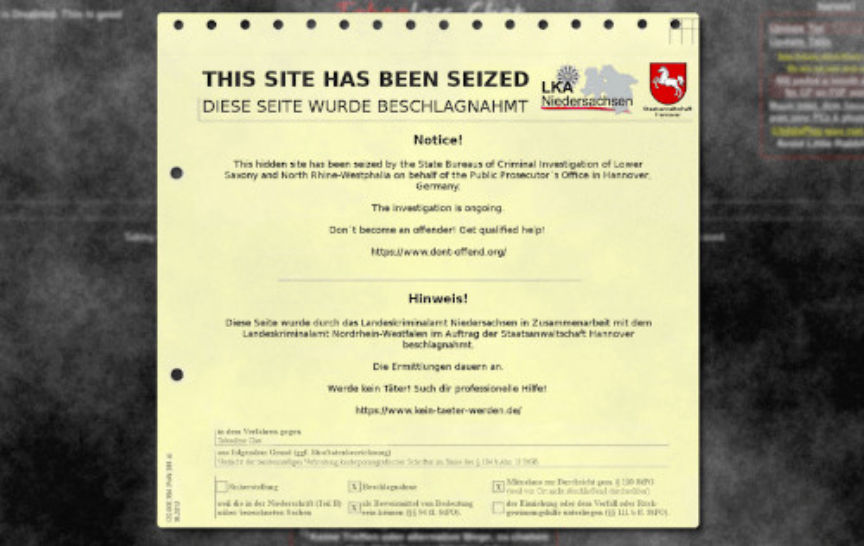 THIS SITE HAS BEEN SEIZED
DIESE SEITE WURDE BESCHLAGNAHMT
LKA
Niedersachsen
Staatsanwaltschaft
Hannover
Notice!
This hidden site has been seized by the State Bureaus of Criminal Investigation of Lower
Saxony and North Rhine-Westphalia on behalf of the Public Prosecutor´s Office in Hannover,
Germany.
The investigation is ongoing.
Don´t become an offender! Get qualified help!
https://www.dont-offend.org/
Hinweis!
Diese Seite wurde durch das Landeskriminalamt Niedersachsen in Zusammenarbeit mit dem
Landeskriminalamt Nordrhein-Westfalen im Auftrag der Staatsanwaltschaft Hannover
beschlagnahmt.
Die Ermittlungen dauern an.
Werde kein Täter! Such dir professionelle Hilfe!
https://www.kein-taeter-werden.de/
in dem Verfahren gegen
aus folgendem Grund (ggf. Straftatenbezeichnung)
Sicherstellung
X Beschlagnahme
X Mitnahme zur Durchsicht gem. § 110 StPO
weil die in der Niederschrift (Teil B)
näher bezeichneten Sachen
X als Beweismittel von Bedeutung
sein können (§§ 94 ff. StPO).
der Einziehung oder dem Verfall oder Rück-
gewinnungshilfe unterliegen (§§ 111 b ff. StPO).